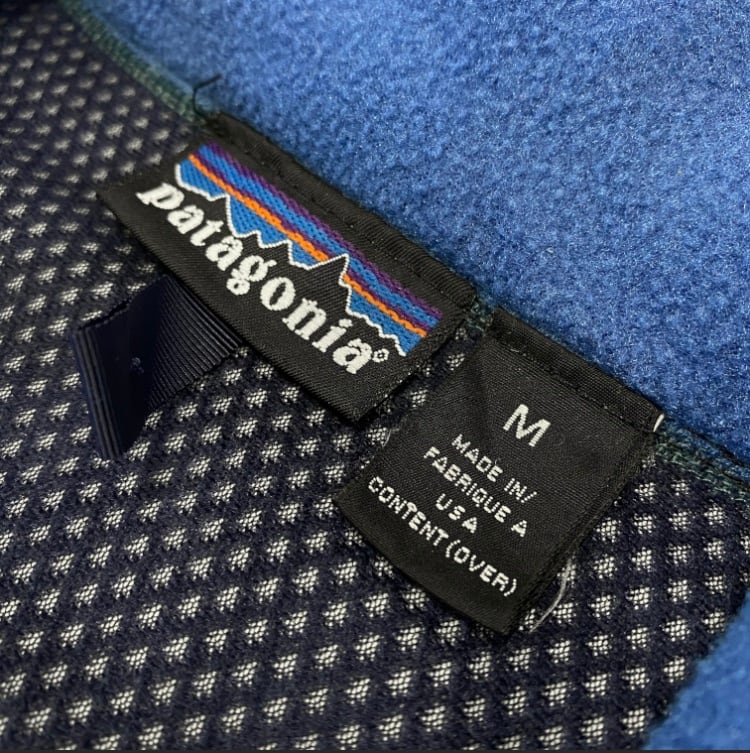 patagonia®
M
MADE IN/
FABRIQUE A
USA
CONTENT (OVER)